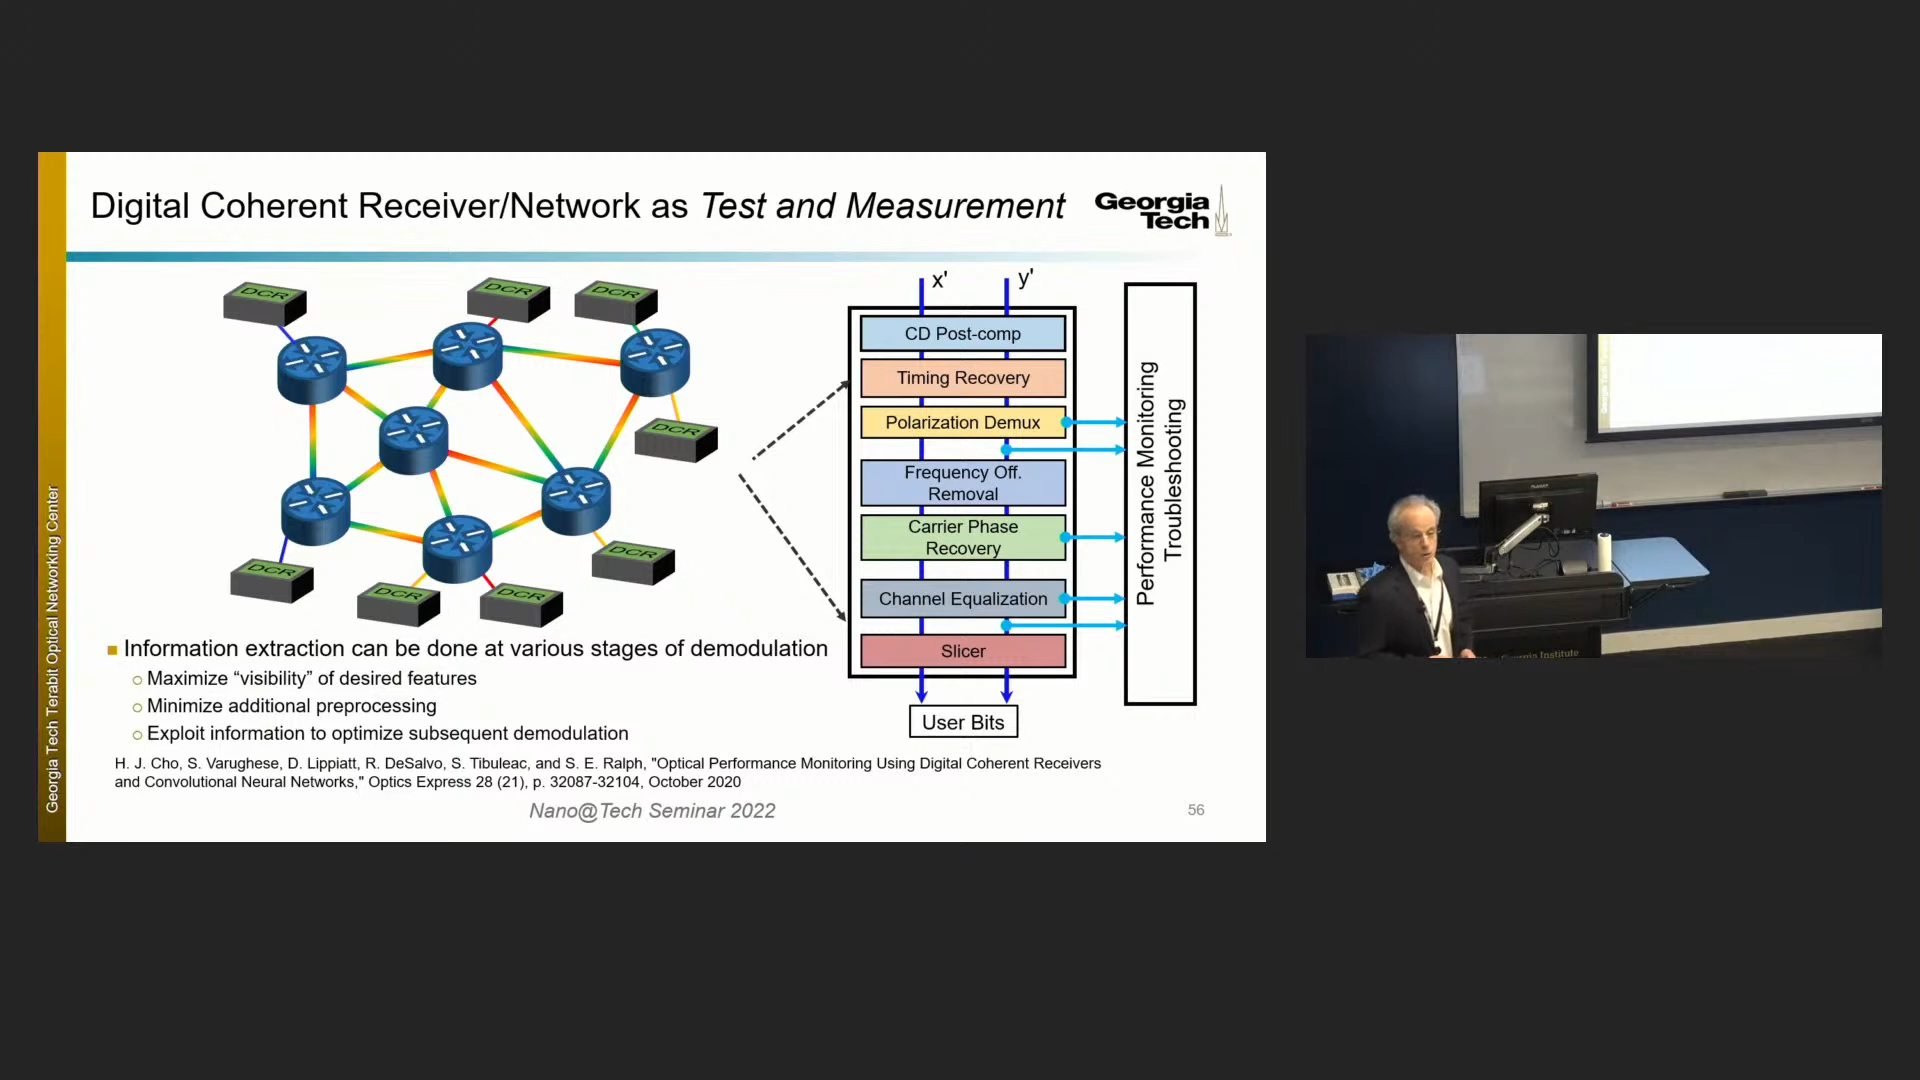 Digital Coherent Receiver/Network as Test and Measurement
Georgia
Tech
DCR
DCR
DCR
DCR
DCR
DCR
DCR
DCR
x'
y'
CD Post-comp
Timing Recovery
Polarization Demux
Frequency Off.
Removal
Carrier Phase
Recovery
Channel Equalization
Slicer
User Bits
Performance Monitoring
Troubleshooting
■ Information extraction can be done at various stages of demodulation
○ Maximize “visibility” of desired features
○ Minimize additional preprocessing
○ Exploit information to optimize subsequent demodulation
H. J. Cho, S. Varughese, D. Lippiatt, R. DeSalvo, S. Tibuleac, and S. E. Ralph, "Optical Performance Monitoring Using Digital Coherent Receivers
and Convolutional Neural Networks," Optics Express 28 (21), p. 32087-32104, October 2020
Nano@Tech Seminar 2022
56
Georgia Tech Terabit Optical Networking Center
Georgia Institute